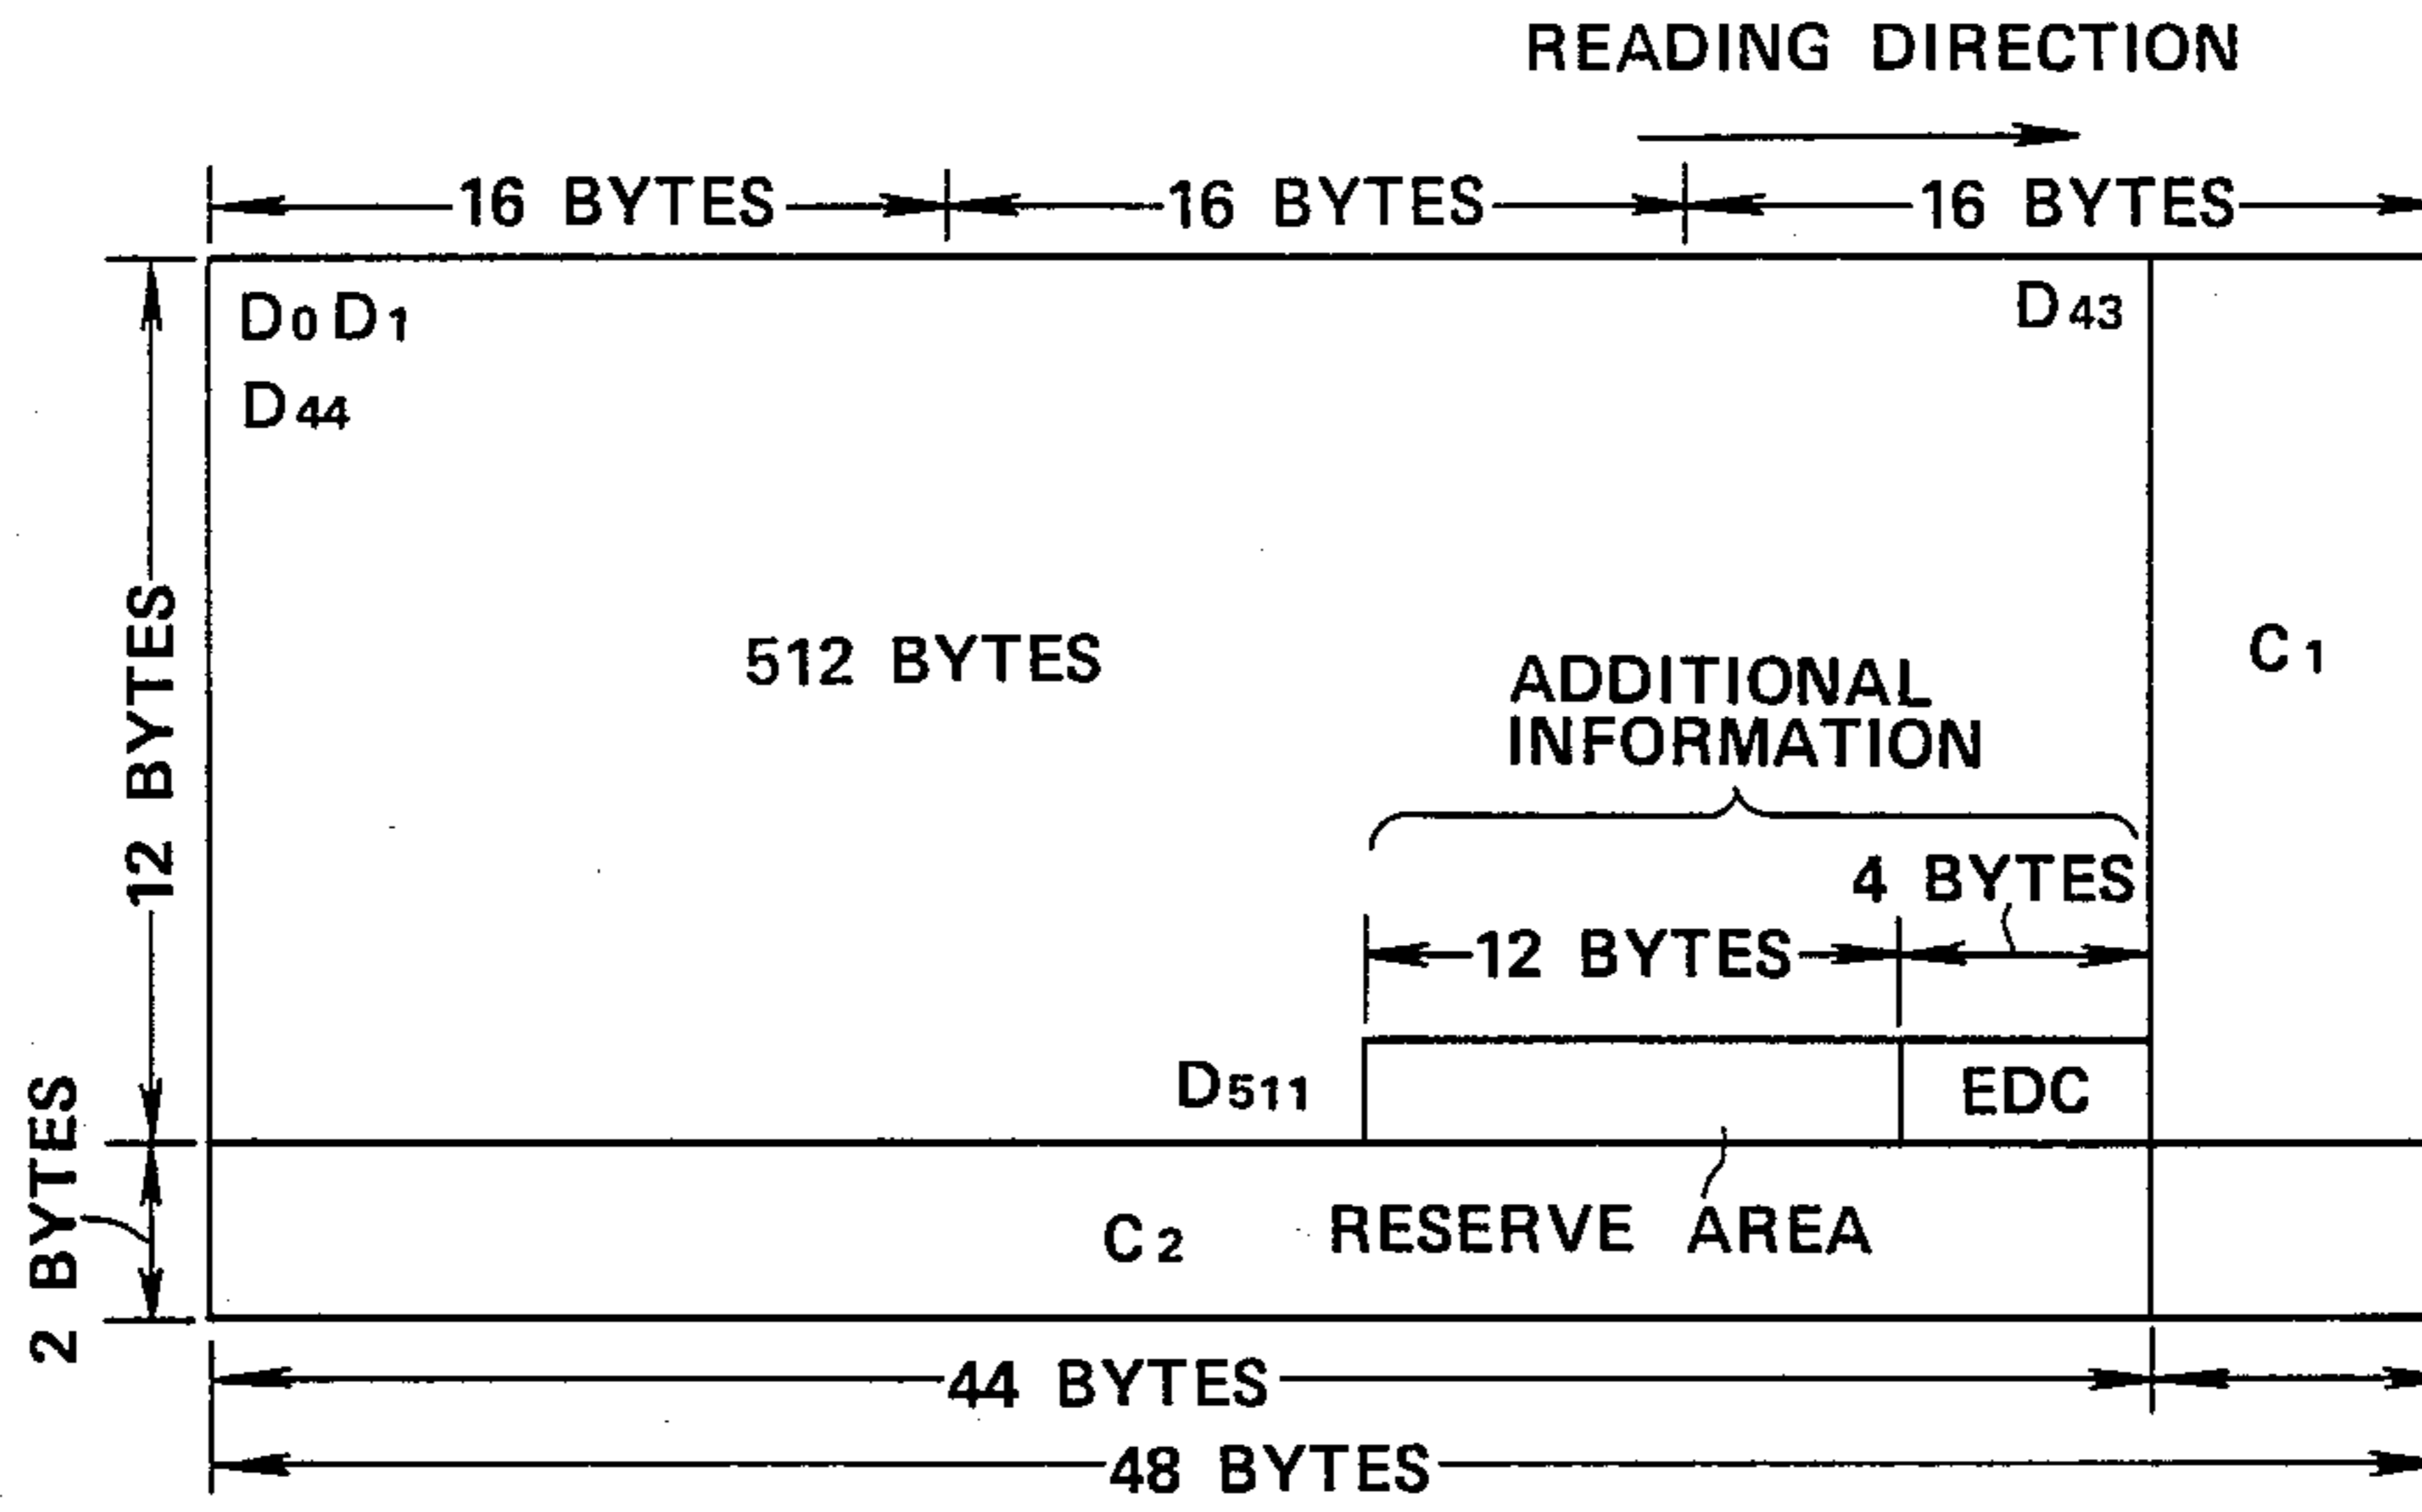 READING DIRECTION
16 BYTES 16 BYTES 16 BYTES
D0 D1 D43
D44
12 BYTES
512 BYTES
C1
ADDITIONAL
INFORMATION
4 BYTES
12 BYTES
D511 EDC
2 BYTES
C2 RESERVE AREA
44 BYTES
48 BYTES